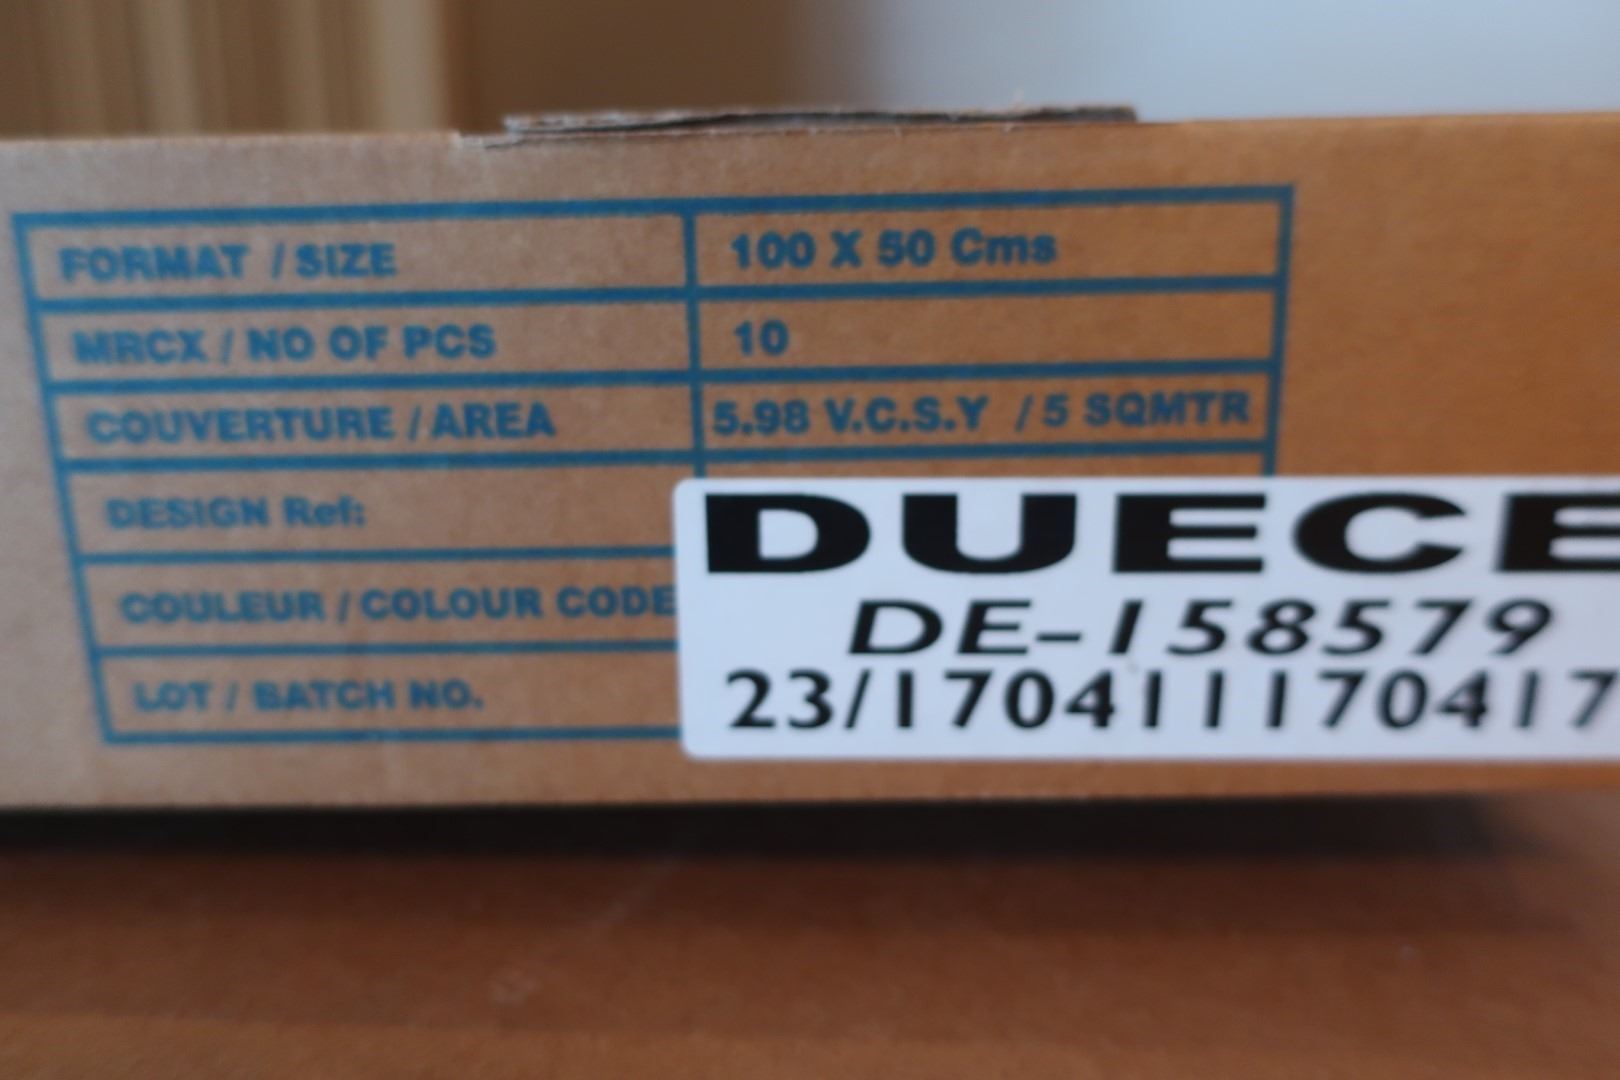 FORMAT / SIZE 100 X 50 Cms
MRCX / NO OF PCS 10
COUVERTURE / AREA 5.98 V.C.S.Y / 5 SQMTR
DESIGN Ref:
COULEUR / COLOUR CODE
LOT / BATCH NO.
DUECE
DE-158579
23/170411170417